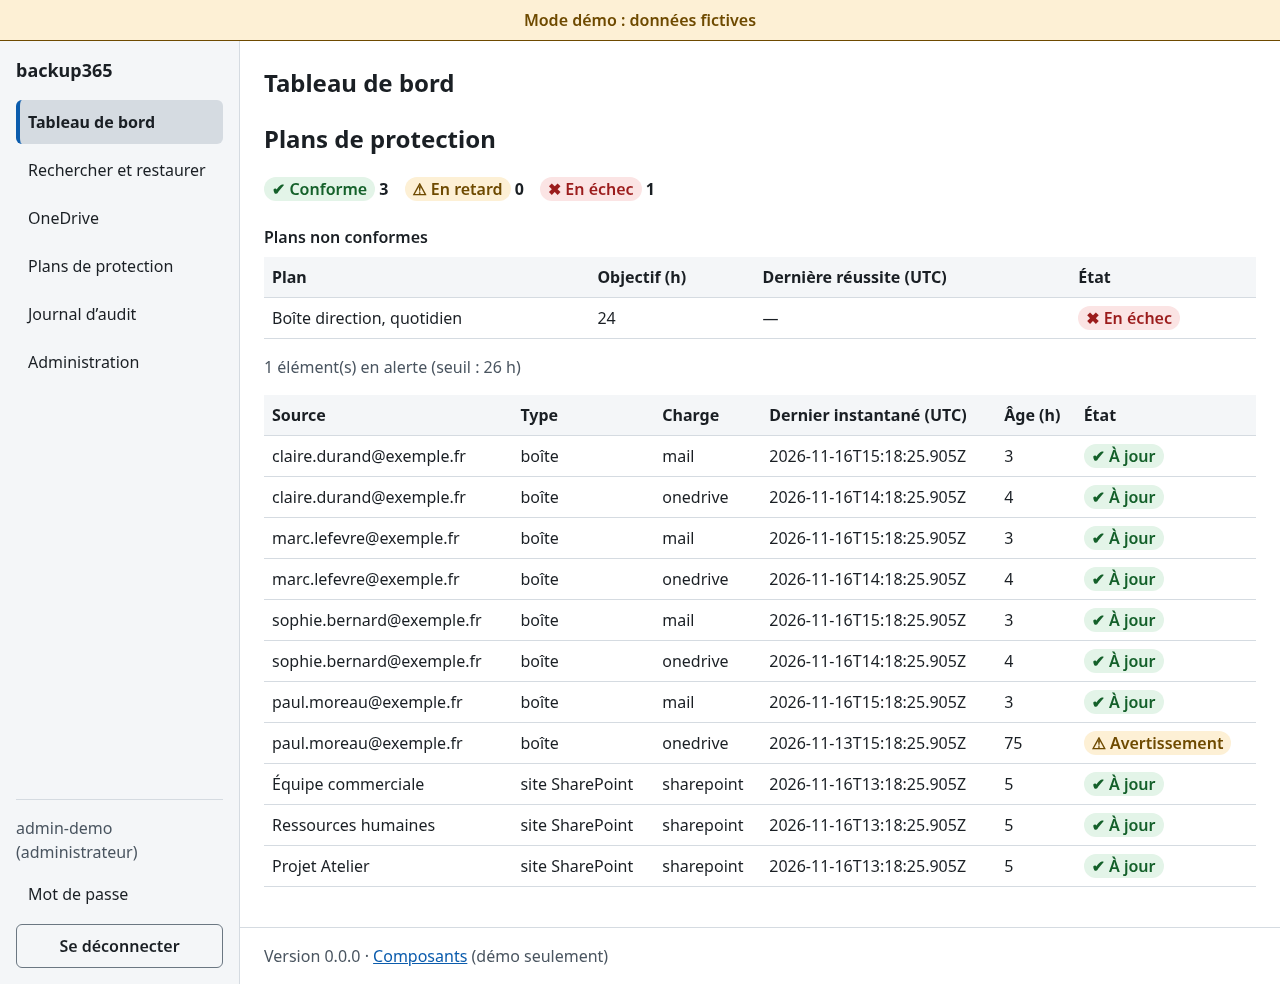 Mode démo : données fictives
backup365
Tableau de bord
Rechercher et restaurer
OneDrive
Plans de protection
Journal d’audit
Administration
admin-demo
(administrateur)
Mot de passe
Se déconnecter
Tableau de bord
Plans de protection
✔ Conforme 3 ⚠ En retard 0 ✖ En échec 1
Plans non conformes
Plan Objectif (h) Dernière réussite (UTC) État
Boîte direction, quotidien 24 — ✖ En échec
1 élément(s) en alerte (seuil : 26 h)
Source Type Charge Dernier instantané (UTC) Âge (h) État
claire.durand@exemple.fr boîte mail 2026-11-16T15:18:25.905Z 3 ✔ À jour
claire.durand@exemple.fr boîte onedrive 2026-11-16T14:18:25.905Z 4 ✔ À jour
marc.lefevre@exemple.fr boîte mail 2026-11-16T15:18:25.905Z 3 ✔ À jour
marc.lefevre@exemple.fr boîte onedrive 2026-11-16T14:18:25.905Z 4 ✔ À jour
sophie.bernard@exemple.fr boîte mail 2026-11-16T15:18:25.905Z 3 ✔ À jour
sophie.bernard@exemple.fr boîte onedrive 2026-11-16T14:18:25.905Z 4 ✔ À jour
paul.moreau@exemple.fr boîte mail 2026-11-16T15:18:25.905Z 3 ✔ À jour
paul.moreau@exemple.fr boîte onedrive 2026-11-13T15:18:25.905Z 75 ⚠ Avertissement
Équipe commerciale site SharePoint sharepoint 2026-11-16T13:18:25.905Z 5 ✔ À jour
Ressources humaines site SharePoint sharepoint 2026-11-16T13:18:25.905Z 5 ✔ À jour
Projet Atelier site SharePoint sharepoint 2026-11-16T13:18:25.905Z 5 ✔ À jour
Version 0.0.0 · Composants (démo seulement)